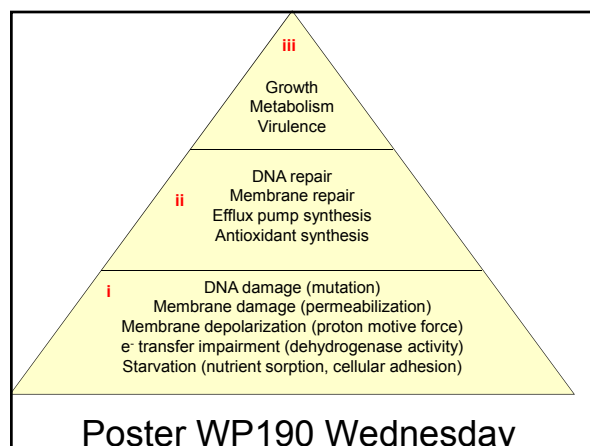 iii
Growth
Metabolism
Virulence
DNA repair
Membrane repair
ii
Efflux pump synthesis
Antioxidant synthesis
i
DNA damage (mutation)
Membrane damage (permeabilization)
Membrane depolarization (proton motive force)
e- transfer impairment (dehydrogenase activity)
Starvation (nutrient sorption, cellular adhesion)
Poster WP190 Wednesday